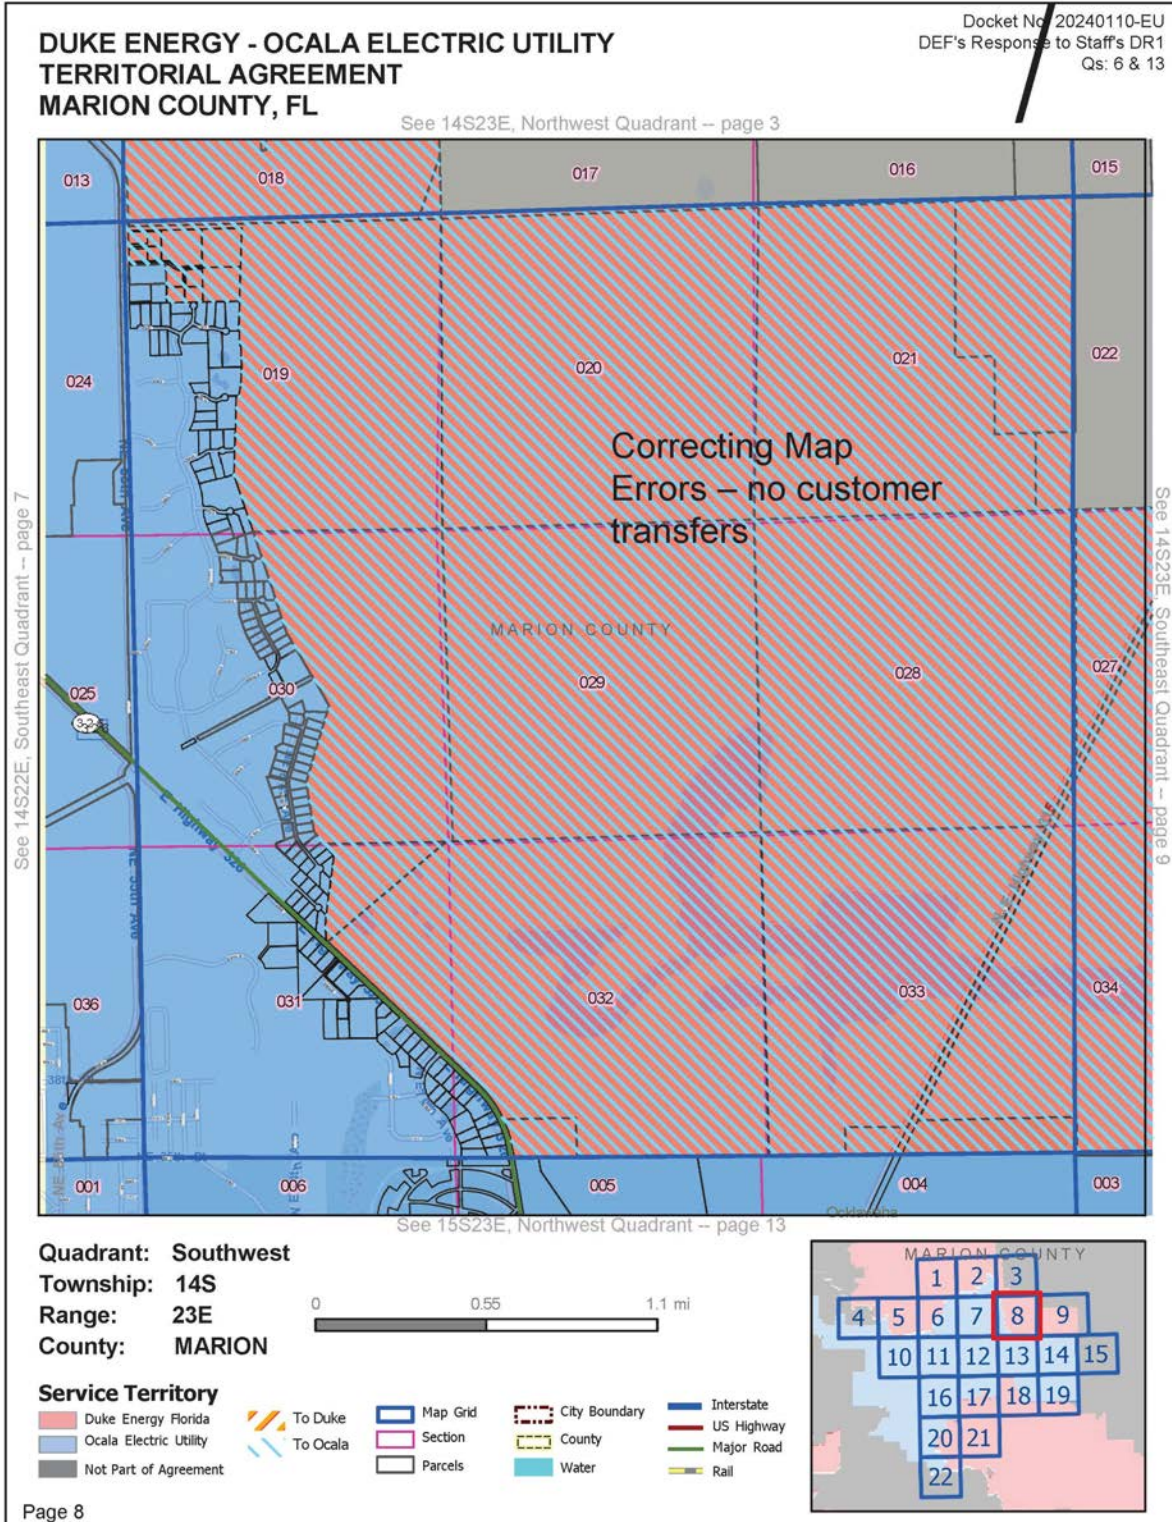 Docket No. 20240110-EU
DEF's Response to Staff's DR1
Qs: 6 & 13
DUKE ENERGY - OCALA ELECTRIC UTILITY
TERRITORIAL AGREEMENT
MARION COUNTY, FL
See 14S23E, Northwest Quadrant -- page 3
013
018
017
016
015
024
019
020
021
022
Correcting Map
Errors – no customer
transfers
See 14S22E, Southeast Quadrant -- page 7
See 14S23E, Southeast Quadrant -- page 9
MARION COUNTY
025
030
029
028
027
E Highway 326
036
031
032
033
034
001
006
005
004
003
Ocklawaha
See 15S23E, Northwest Quadrant -- page 13
Quadrant: Southwest
Township: 14S
Range: 23E
County: MARION
0 0.55 1.1 mi
Service Territory
Duke Energy Florida
Ocala Electric Utility
Not Part of Agreement
To Duke
To Ocala
Map Grid
Section
Parcels
City Boundary
County
Water
Interstate
US Highway
Major Road
Rail
MARION COUNTY
1 2 3
4 5 6 7 8 9
10 11 12 13 14 15
16 17 18 19
20 21
22
Page 8